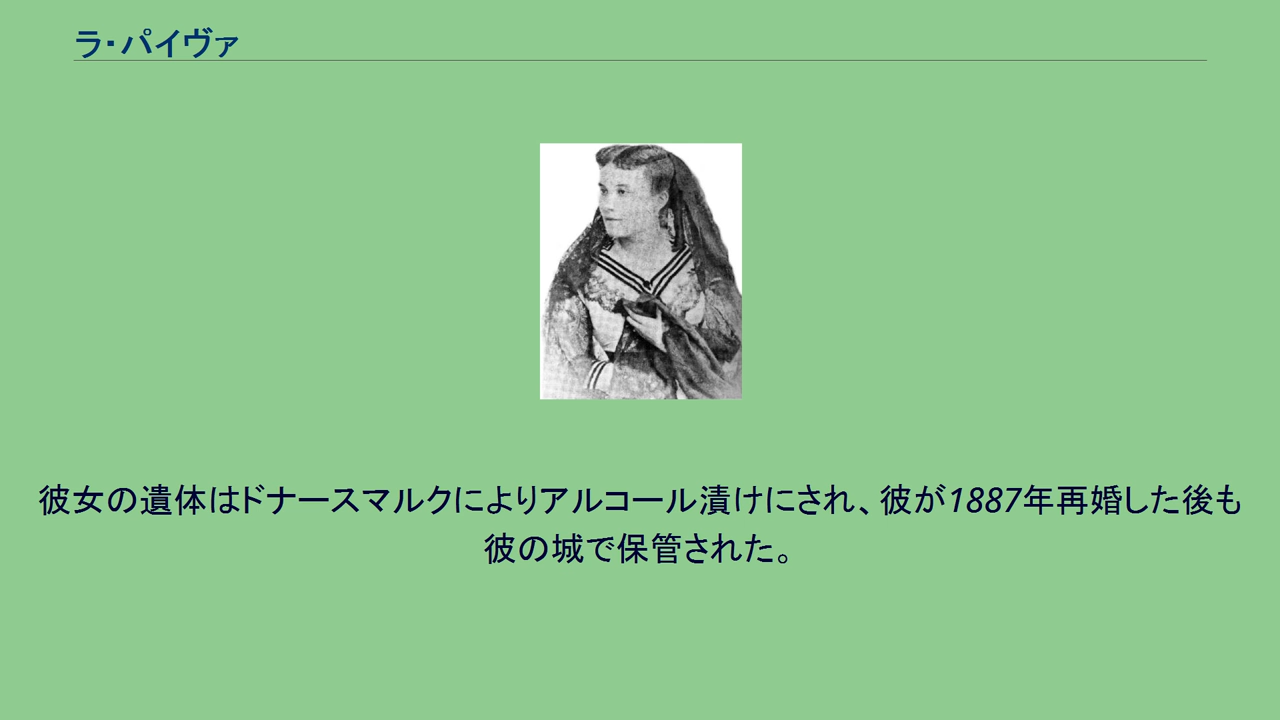 ラ・パイヴァ
彼女の遺体はドナースマルクによりアルコール漬けにされ、彼が1887年再婚した後も
彼の城で保管された。